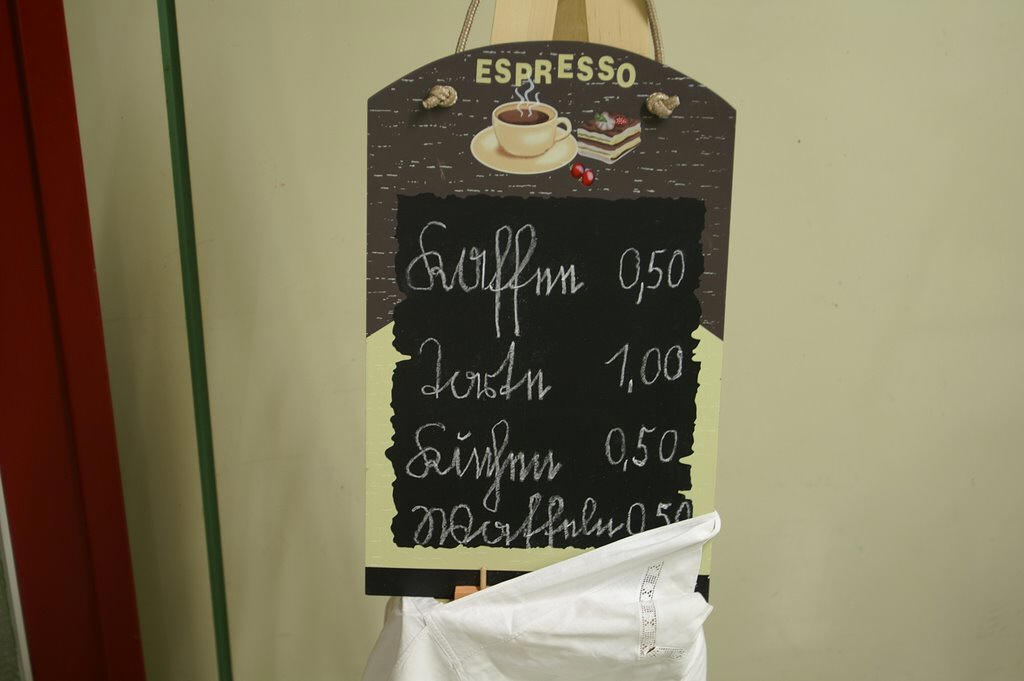 ESPRESSO
Kaffee 0,50
Torte 1,00
Kuchen 0,50
Waffeln 0,50